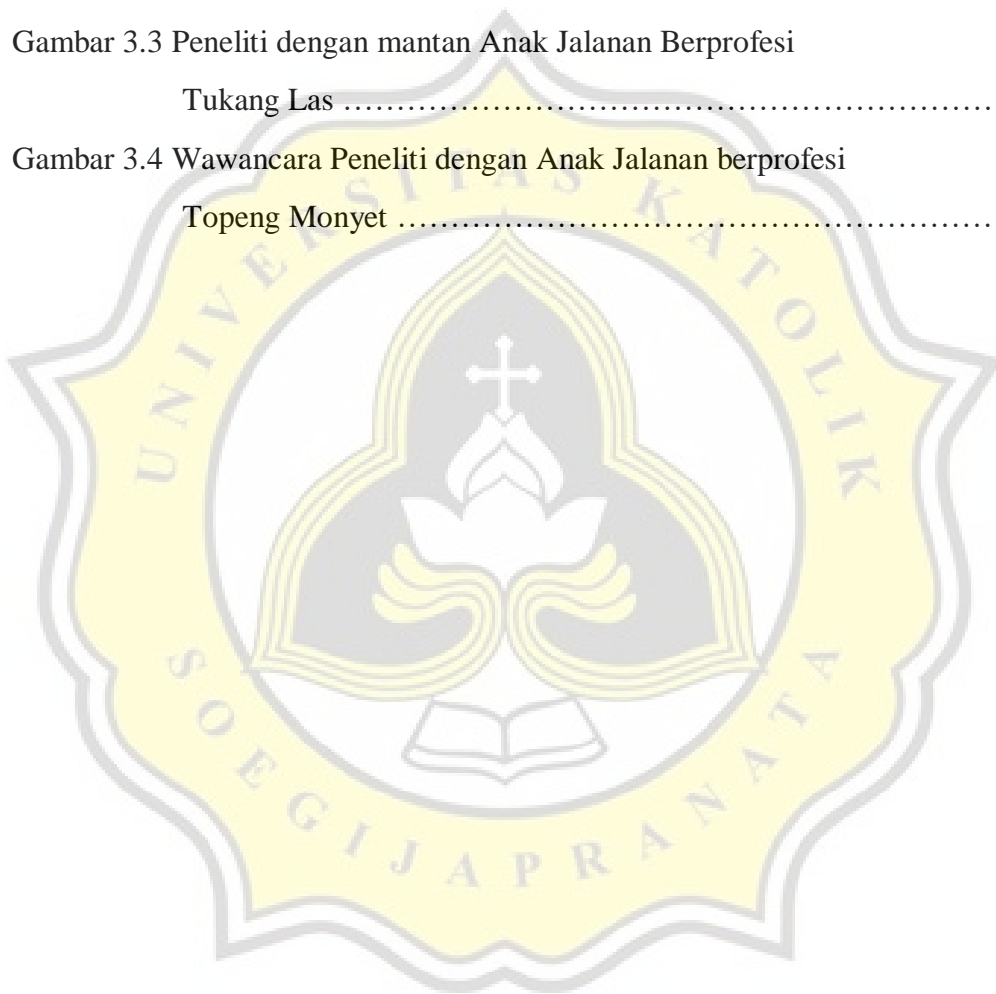 Gambar 3.3 Peneliti dengan mantan Anak Jalanan Berprofesi
Tukang Las ……………………………………………………
Gambar 3.4 Wawancara Peneliti dengan Anak Jalanan berprofesi
Topeng Monyet ………………………………………………
UNIVERSITAS KATOLIK
SOEGIJAPRANATA